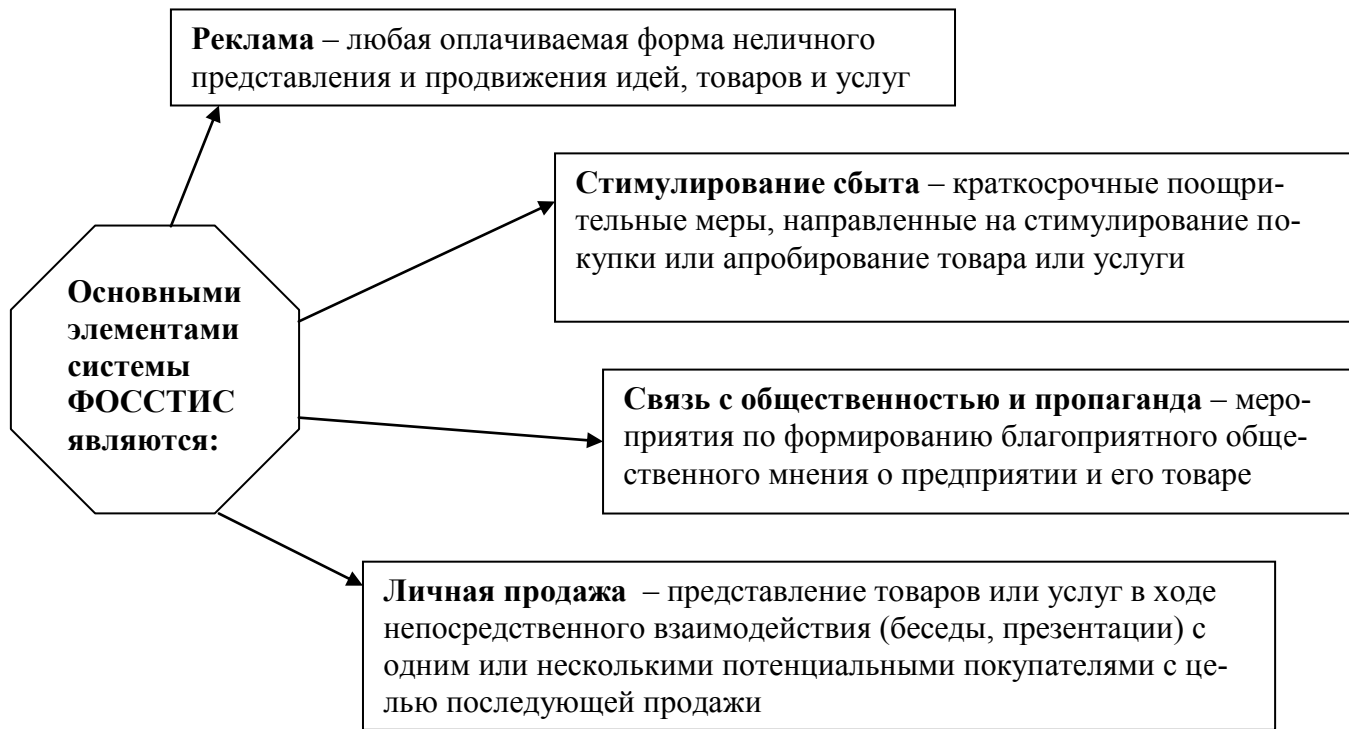 Реклама – любая оплачиваемая форма неличного
представления и продвижения идей, товаров и услуг
Стимулирование сбыта – краткосрочные поощри-
тельные меры, направленные на стимулирование по-
купки или апробирование товара или услуги
Основными
элементами
системы
ФОССТИС
являются:
Связь с общественностью и пропаганда – меро-
приятия по формированию благоприятного обще-
ственного мнения о предприятии и его товаре
Личная продажа – представление товаров или услуг в ходе
непосредственного взаимодействия (беседы, презентации) с
одним или несколькими потенциальными покупателями с це-
лью последующей продажи